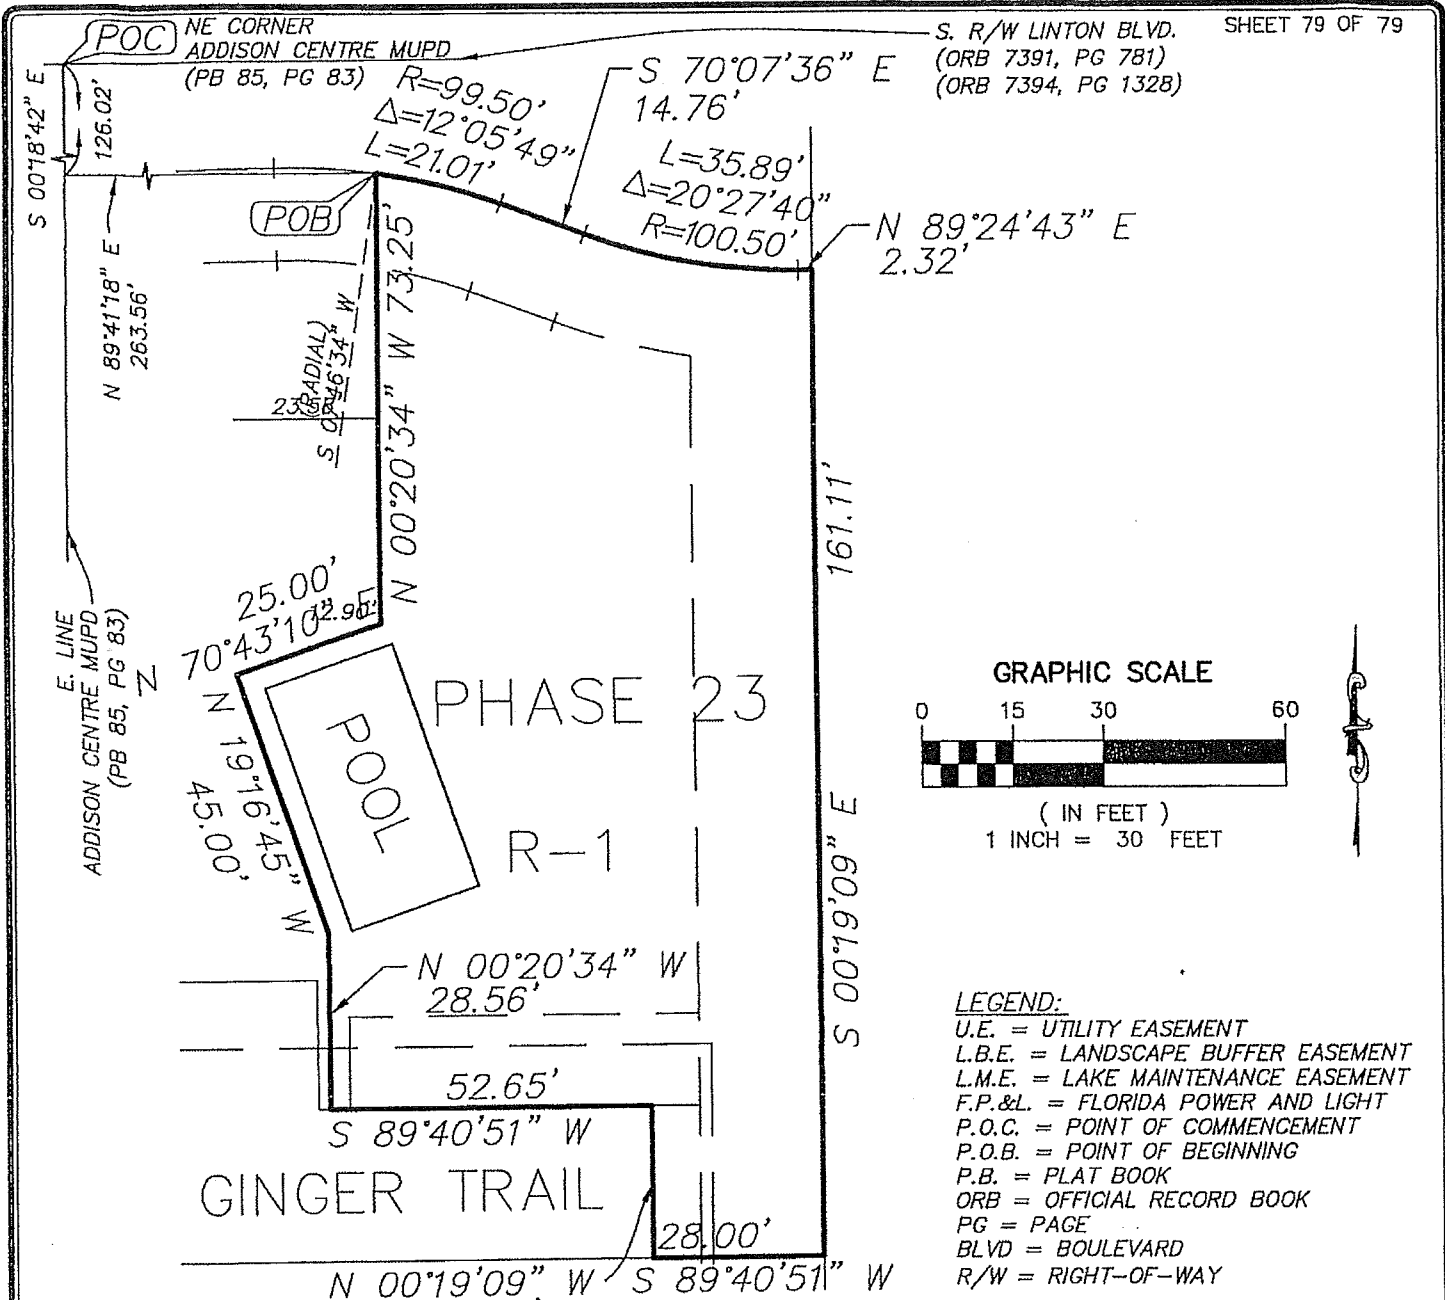 POC
NE CORNER
ADDISON CENTRE MUPD
(PB 85, PG 83)
S. R/W LINTON BLVD.
(ORB 7391, PG 781)
(ORB 7394, PG 1328)
SHEET 79 OF 79
S 00°18'42" E
126.02'
R=99.50'
Δ=12°05'49"
L=21.01'
S 70°07'36" E
14.76'
L=35.89'
Δ=20°27'40"
R=100.50'
N 89°24'43" E
2.32'
POB
N 89°41'18" E
263.56'
(RADIAL)
S 07°46'34" W
N 00°20'34" W 73.25'
161.11'
S 00°19'09" E
25.00'
N 70°43'10" E
12.90'
E. LINE
ADDISON CENTRE MUPD
(PB 85, PG 83)
N 19°16'45" W
45.00'
POOL
PHASE 23
R-1
GRAPHIC SCALE
0 15 30 60
( IN FEET )
1 INCH = 30 FEET
N 00°20'34" W
28.56'
52.65'
S 89°40'51" W
GINGER TRAIL
28.00'
N 00°19'09" W
S 89°40'51" W
LEGEND:
U.E. = UTILITY EASEMENT
L.B.E. = LANDSCAPE BUFFER EASEMENT
L.M.E. = LAKE MAINTENANCE EASEMENT
F.P.&L. = FLORIDA POWER AND LIGHT
P.O.C. = POINT OF COMMENCEMENT
P.O.B. = POINT OF BEGINNING
P.B. = PLAT BOOK
ORB = OFFICIAL RECORD BOOK
PG = PAGE
BLVD = BOULEVARD
R/W = RIGHT-OF-WAY